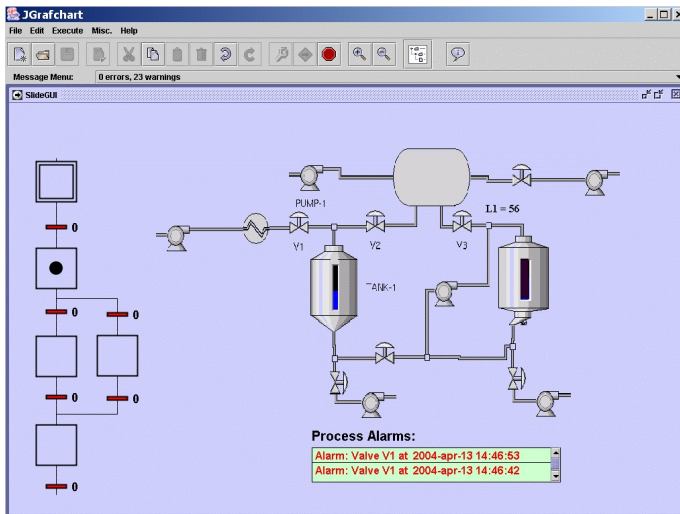 JGrafchart
File Edit Execute Misc. Help
Message Menu: 0 errors, 23 warnings
SlideGUI
PUMP-1
L1 = 56
0
V1 V2 V3
0
TANK-1
0 0
0 0
Process Alarms:
Alarm: Valve V1 at 2004-apr-13 14:46:53
Alarm: Valve V1 at 2004-apr-13 14:46:42
0